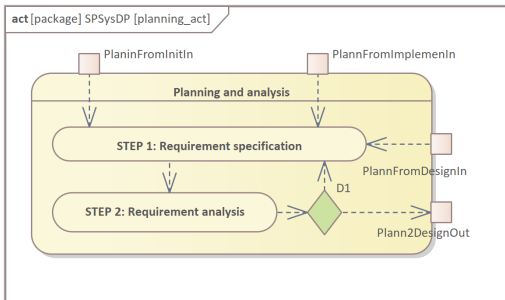 act [package] SPSysDP [planning_act]
PlaninFromInitIn
PlannFromImplemenIn
Planning and analysis
STEP 1: Requirement specification
PlannFromDesignIn
D1
STEP 2: Requirement analysis
Plann2DesignOut